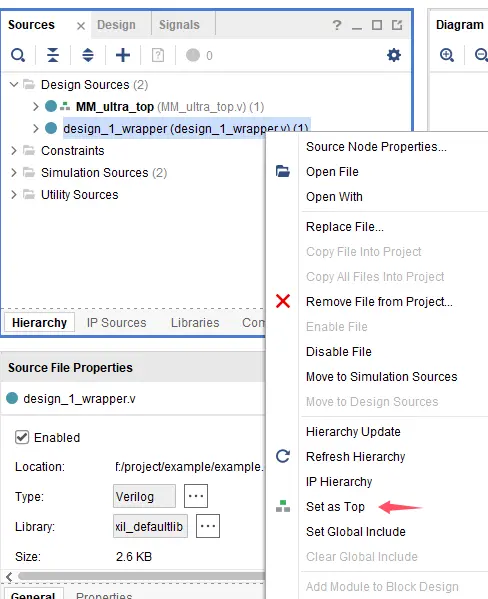 Sources × Design Signals ? _ Diagram
0
Design Sources (2)
MM_ultra_top (MM_ultra_top.v) (1)
design_1_wrapper (design_1_wrapper.v) (1)
Constraints
Simulation Sources (2)
Utility Sources
Hierarchy IP Sources Libraries Con
Source File Properties
design_1_wrapper.v
Enabled
Location: f:/project/example/example.
Type: Verilog ...
Library: xil_defaultlib ...
Size: 2.6 KB
General Properties
Source Node Properties...
Open File
Open With
Replace File...
Copy File Into Project
Copy All Files Into Project
Remove File from Project...
Enable File
Disable File
Move to Simulation Sources
Move to Design Sources
Hierarchy Update
Refresh Hierarchy
IP Hierarchy
Set as Top
Set Global Include
Clear Global Include
Add Module to Block Design